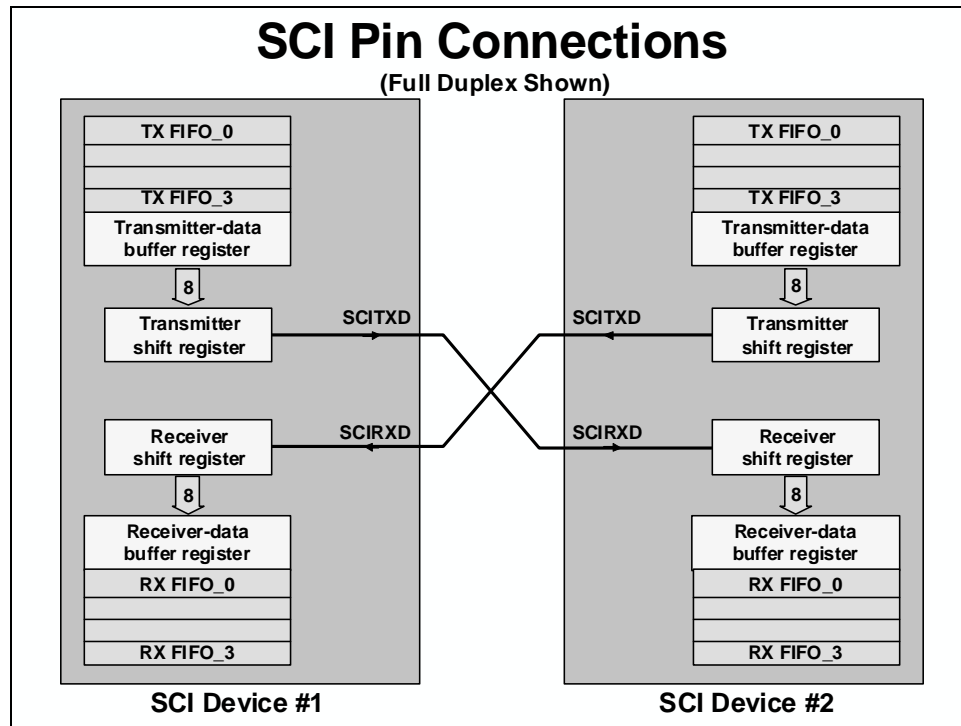 SCI Pin Connections
(Full Duplex Shown)
TX FIFO_0
TX FIFO_3
Transmitter-data
buffer register
8
Transmitter
shift register
SCITXD
Receiver
shift register
SCIRXD
8
Receiver-data
buffer register
RX FIFO_0
RX FIFO_3
SCI Device #1
TX FIFO_0
TX FIFO_3
Transmitter-data
buffer register
8
SCITXD
Transmitter
shift register
SCIRXD
Receiver
shift register
8
Receiver-data
buffer register
RX FIFO_0
RX FIFO_3
SCI Device #2